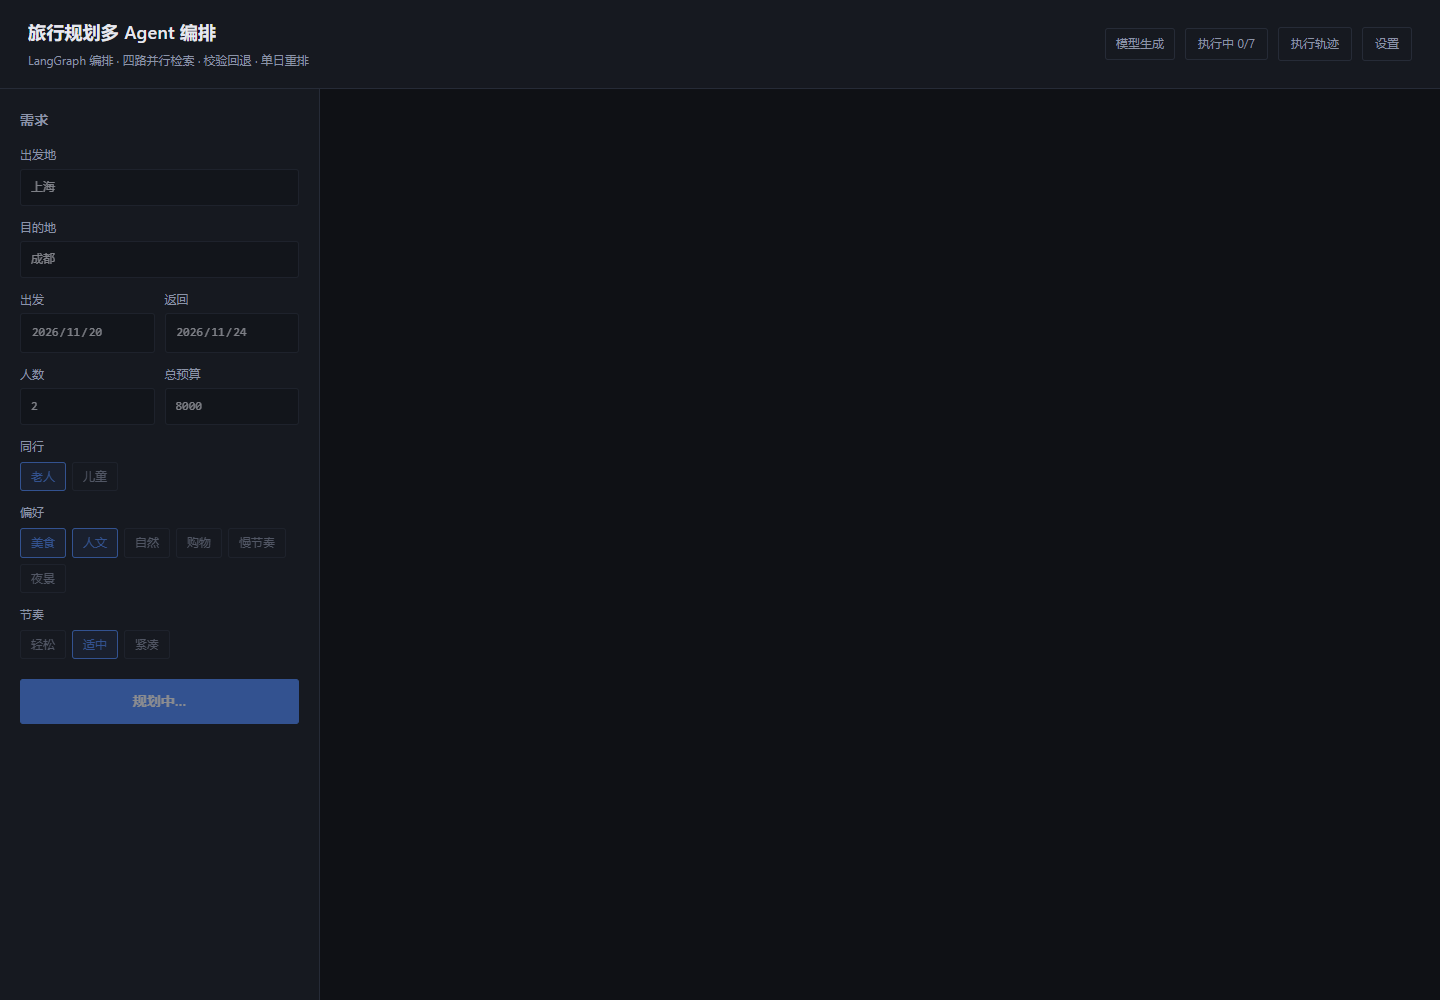 旅行规划多 Agent 编排
LangGraph 编排 · 四路并行检索 · 校验回退 · 单日重排
模型生成 执行中 0/7 执行轨迹 设置
需求
出发地
上海
目的地
成都
出发 返回
2026/11/20 2026/11/24
人数 总预算
2 8000
同行
老人 儿童
偏好
美食 人文 自然 购物 慢节奏
夜景
节奏
轻松 适中 紧凑
规划中...